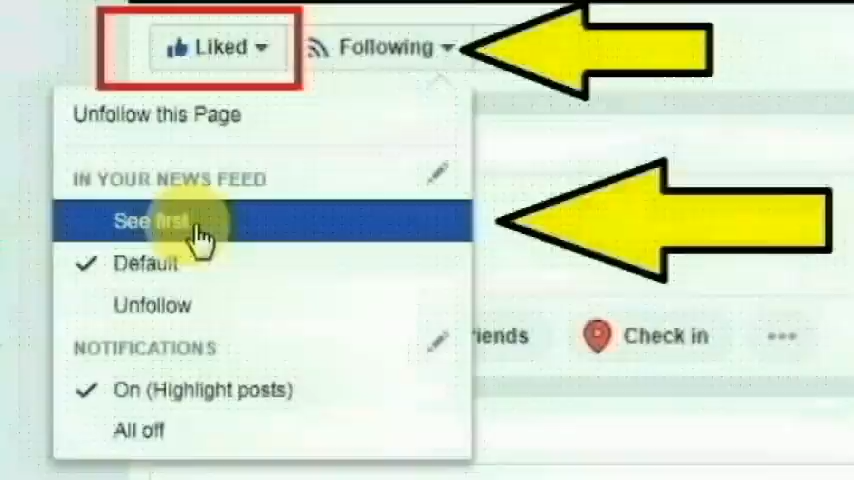 Liked Following
Unfollow this Page
IN YOUR NEWS FEED
See first
Default
Unfollow
riends Check in
NOTIFICATIONS
On (Highlight posts)
All off